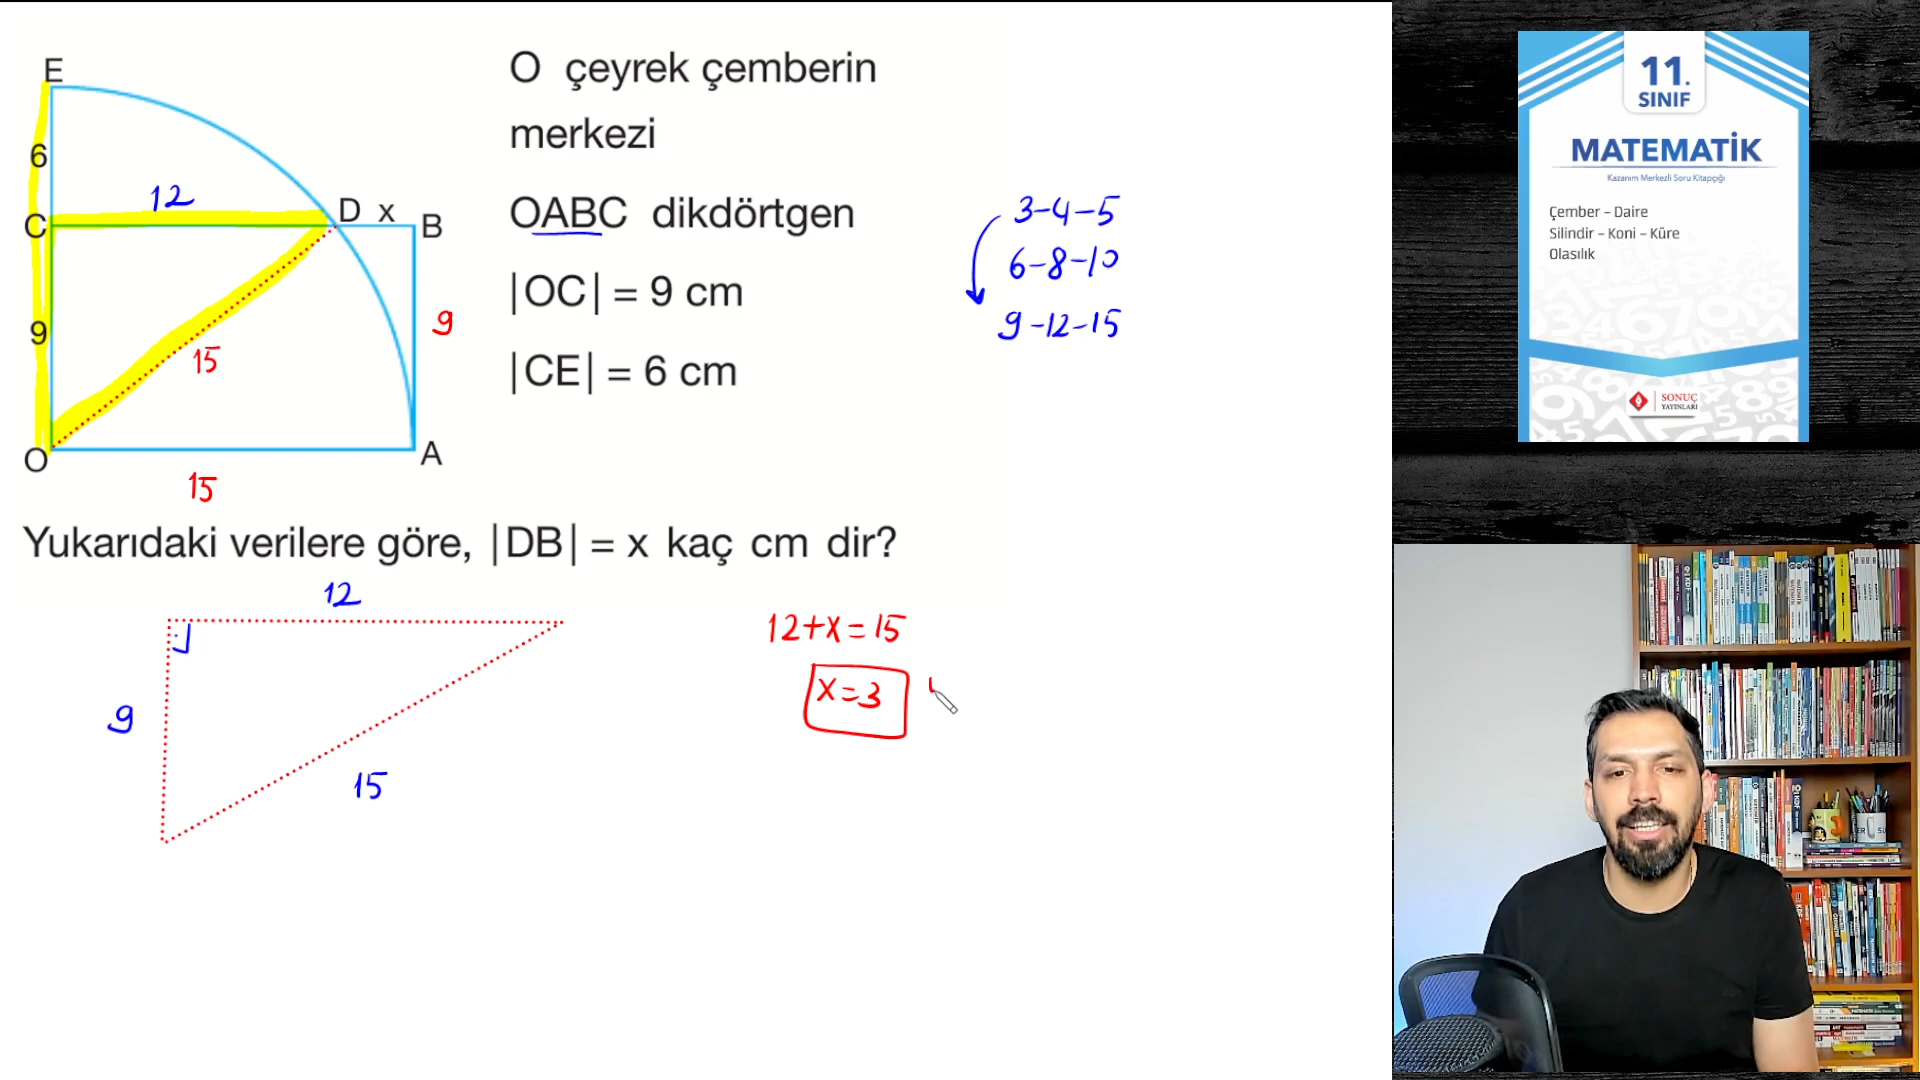 E
6
12
C
D x
B
9
15
9
O
A
15
O çeyrek çemberin
merkezi
OABC dikdörtgen
|OC| = 9 cm
|CE| = 6 cm
3-4-5
6-8-10
9-12-15
Yukarıdaki verilere göre, |DB| = x kaç cm dir?
12
9
15
12+x=15
x=3
11.
SINIF
MATEMATİK
Kazanım Merkezli Soru Kitapçığı
Çember – Daire
Silindir – Koni – Küre
Olasılık
SONUÇ
YAYINLARI